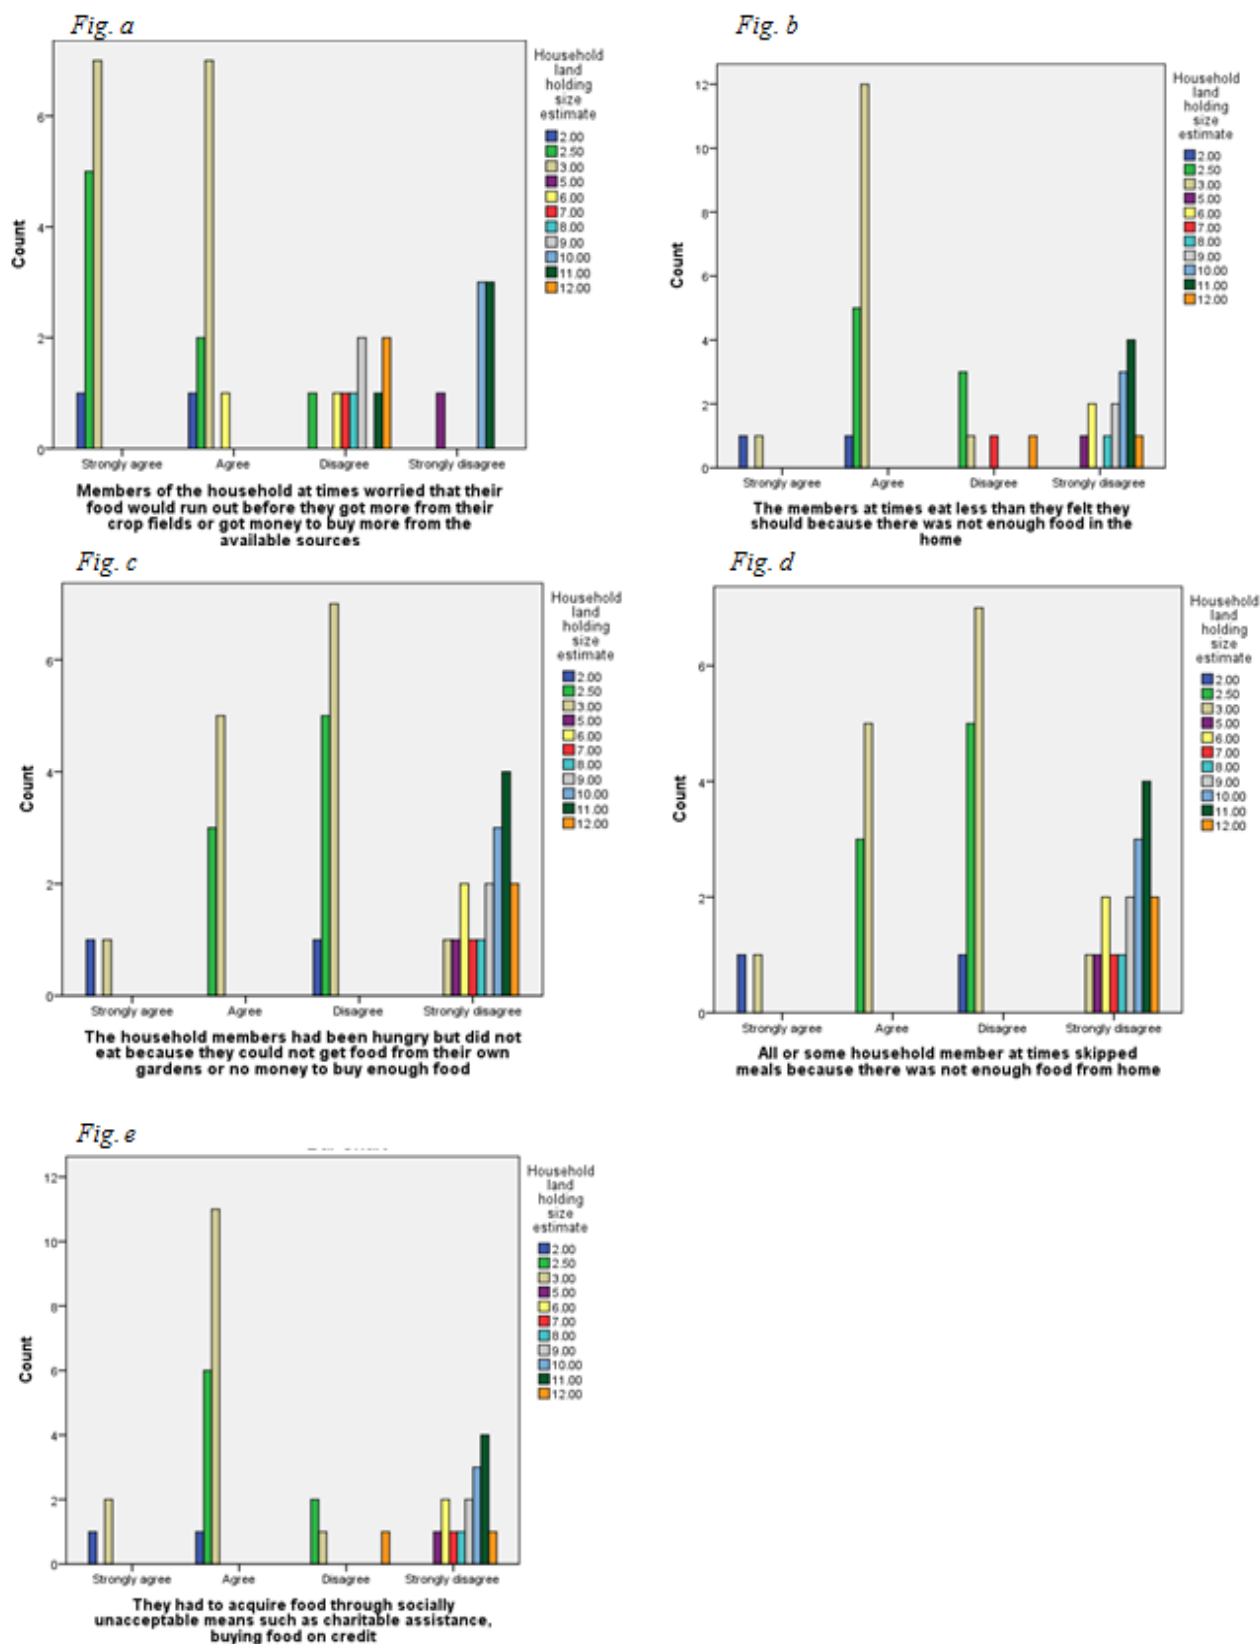 Fig. a
Household
land
holding
size
estimate
2.00
2.50
3.00
5.00
6.00
7.00
8.00
9.00
10.00
11.00
12.00
6
4
2
0
Count
Strongly agree
Agree
Disagree
Strongly disagree
Members of the household at times worried that their
food would run out before they got more from their
crop fields or got money to buy more from the
available sources
Fig. b
Household
land
holding
size
estimate
2.00
2.50
3.00
5.00
6.00
7.00
8.00
9.00
10.00
11.00
12.00
12
10
8
6
4
2
0
Count
Strongly agree
Agree
Disagree
Strongly disagree
The members at times eat less than they felt they
should because there was not enough food in the
home
Fig. c
Household
land
holding
size
estimate
2.00
2.50
3.00
5.00
6.00
7.00
8.00
9.00
10.00
11.00
12.00
6
4
2
0
Count
Strongly agree
Agree
Disagree
Strongly disagree
The household members had been hungry but did not
eat because they could not get food from their own
gardens or no money to buy enough food
Fig. d
Household
land
holding
size
estimate
2.00
2.50
3.00
5.00
6.00
7.00
8.00
9.00
10.00
11.00
12.00
6
4
2
0
Count
Strongly agree
Agree
Disagree
Strongly disagree
All or some household member at times skipped
meals because there was not enough food from home
Fig. e
Household
land
holding
size
estimate
2.00
2.50
3.00
5.00
6.00
7.00
8.00
9.00
10.00
11.00
12.00
12
10
8
6
4
2
0
Count
Strongly agree
Agree
Disagree
Strongly disagree
They had to acquire food through socially
unacceptable means such as charitable assistance,
buying food on credit